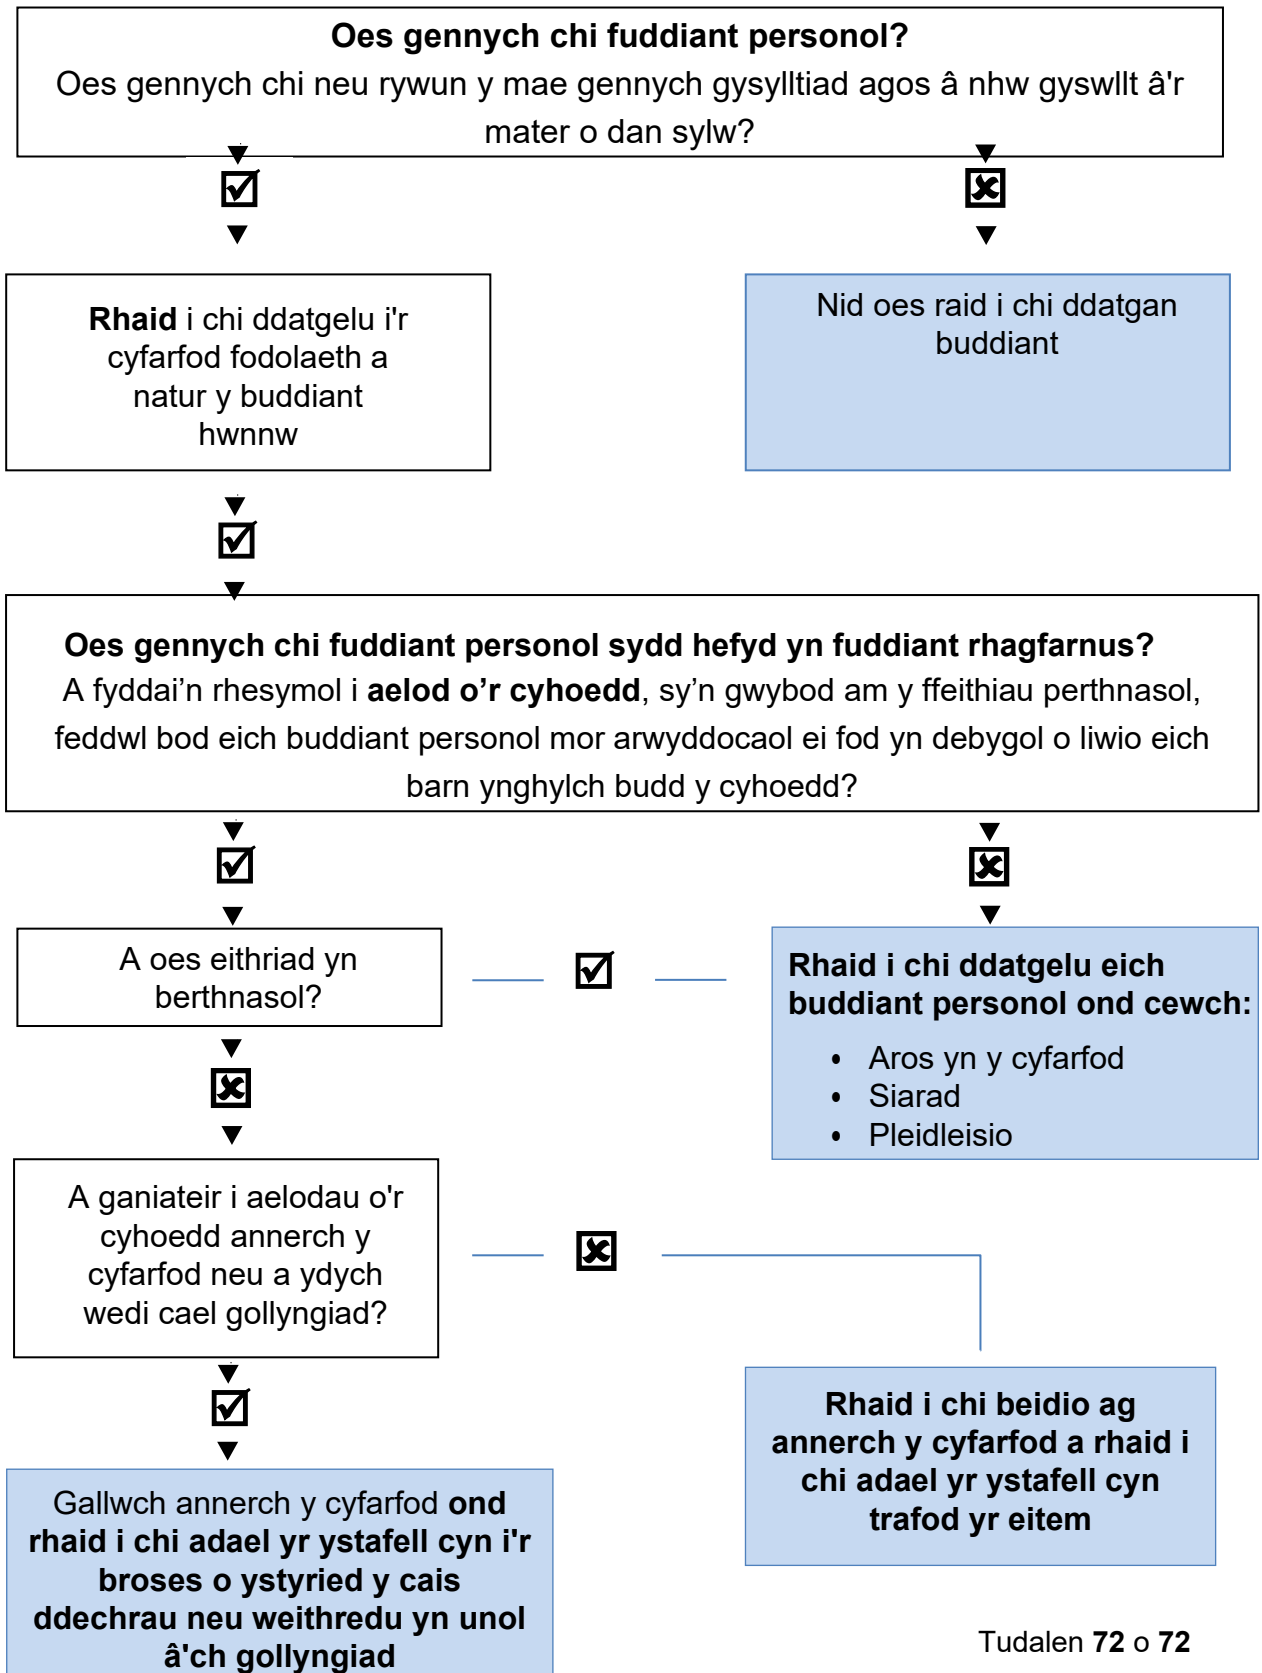 Oes gennych chi fuddiant personol?
Oes gennych chi neu rywun y mae gennych gysylltiad agos â nhw gyswllt â'r
mater o dan sylw?
Rhaid i chi ddatgelu i'r
cyfarfod fodolaeth a
natur y buddiant
hwnnw
Nid oes raid i chi ddatgan
buddiant
Oes gennych chi fuddiant personol sydd hefyd yn fuddiant rhagfarnus?
A fyddai’n rhesymol i aelod o’r cyhoedd, sy’n gwybod am y ffeithiau perthnasol,
feddwl bod eich buddiant personol mor arwyddocaol ei fod yn debygol o liwio eich
barn ynghylch budd y cyhoedd?
A oes eithriad yn
berthnasol?
Rhaid i chi ddatgelu eich
buddiant personol ond cewch:
• Aros yn y cyfarfod
• Siarad
• Pleidleisio
A ganiateir i aelodau o'r
cyhoedd annerch y
cyfarfod neu a ydych
wedi cael gollyngiad?
Rhaid i chi beidio ag
annerch y cyfarfod a rhaid i
chi adael yr ystafell cyn
trafod yr eitem
Gallwch annerch y cyfarfod ond
rhaid i chi adael yr ystafell cyn i'r
broses o ystyried y cais
ddechrau neu weithredu yn unol
â'ch gollyngiad
Tudalen 72 o 72